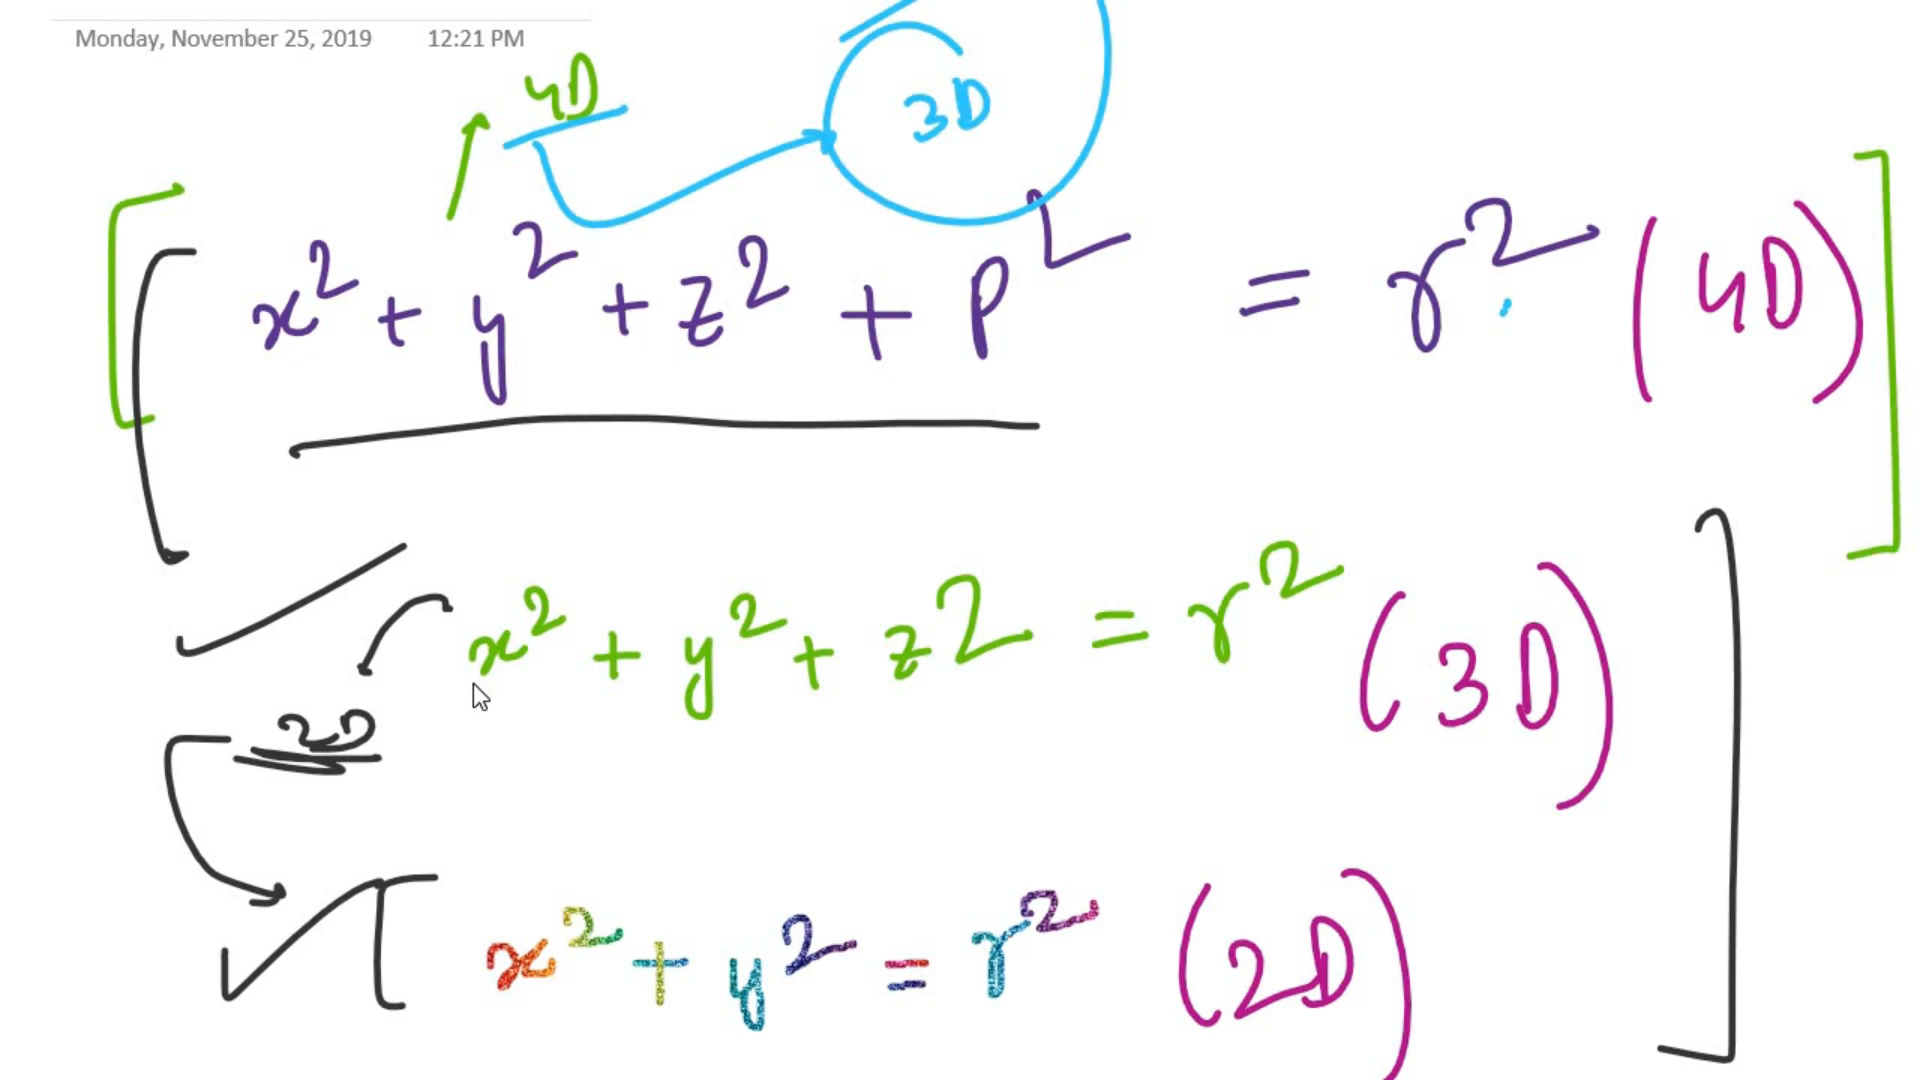 Monday, November 25, 2019 12:21 PM
4D
3D
x² + y² + z² + p² = r² (4D)
x² + y² + z2 = r² (3D)
2D
x² + y² = r² (2D)